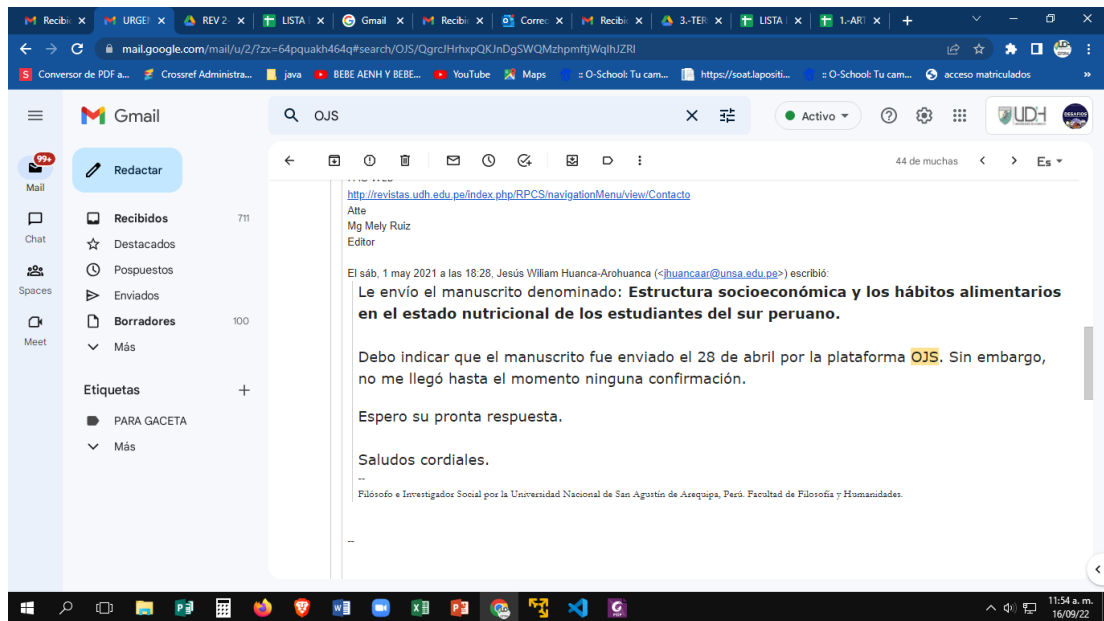 Recibic
URGEN
REV 2-
LISTA
Gmail
Recibic
Correc
Recibic
3.-TER
LISTA
1.-ART
mail.google.com/mail/u/2/?zx=64pquakh464q#search/OJS/QgrcJHrhxpQKJnDgSWQMzhpmftjWqlhJZRl
Conversor de PDF a...
Crossref Administra...
java
BEBE AENH Y BEBE...
YouTube
Maps
:: O-School: Tu cam...
https://soat.lapositi...
:: O-School: Tu cam...
acceso matriculados
»
Gmail
OJS
Activo
UDH
99+
Mail
Chat
Spaces
Meet
Redactar
Recibidos 711
Destacados
Pospuestos
Enviados
Borradores 100
Más
Etiquetas
PARA GACETA
Más
44 de muchas
Es
http://revistas.udh.edu.pe/index.php/RPCS/navigationMenu/view/Contacto
Atte
Mg Mely Ruiz
Editor
El sáb, 1 may 2021 a las 18:28, Jesús Wiliam Huanca-Arohuanca (<jhuancaar@unsa.edu.pe>) escribió:
Le envío el manuscrito denominado: Estructura socioeconómica y los hábitos alimentarios
en el estado nutricional de los estudiantes del sur peruano.
Debo indicar que el manuscrito fue enviado el 28 de abril por la plataforma OJS. Sin embargo,
no me llegó hasta el momento ninguna confirmación.
Espero su pronta respuesta.
Saludos cordiales.
--
Filósofo e Investigador Social por la Universidad Nacional de San Agustín de Arequipa, Perú. Facultad de Filosofía y Humanidades.
--
11:54 a. m.
16/09/22